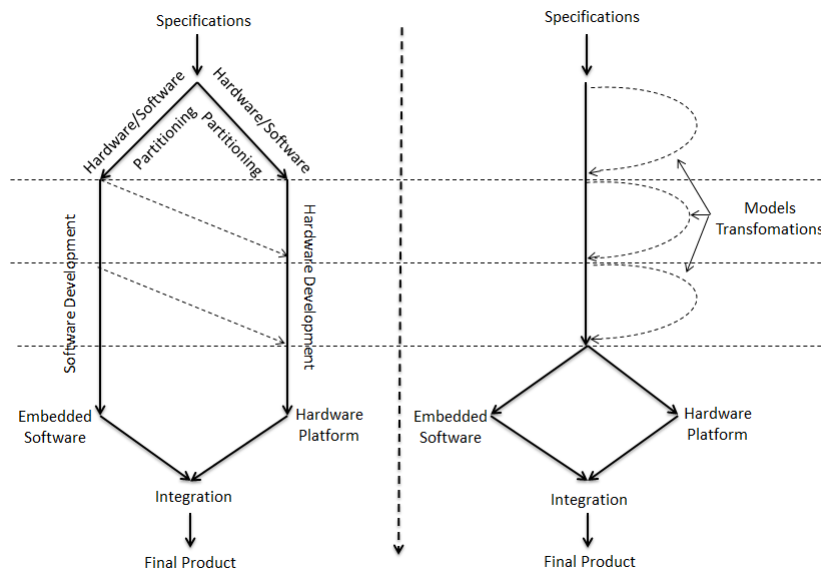 Specifications
Hardware/Software
Partitioning
Hardware/Software
Partitioning
Software Development
Hardware Development
Embedded
Software
Hardware
Platform
Integration
Final Product
Specifications
Models
Transfomations
Embedded
Software
Hardware
Platform
Integration
Final Product